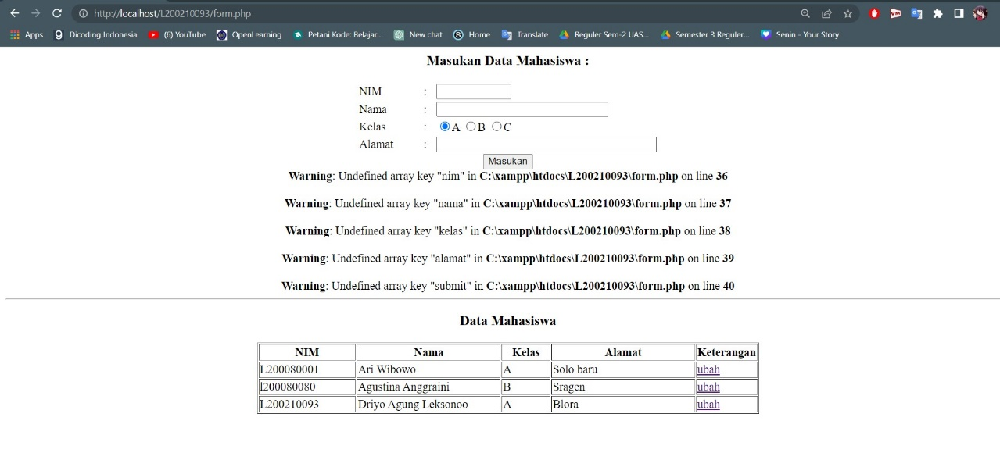 http://localhost/L200210093/form.php
Apps Dicoding Indonesia (6) YouTube OpenLearning Petani Kode: Belajar... New chat Home Translate Reguler Sem-2 UAS... Semester 3 Reguler... Senin - Your Story
Masukan Data Mahasiswa :
NIM :
Nama :
Kelas : A B C
Alamat :
Masukan
Warning: Undefined array key "nim" in C:\xampp\htdocs\L200210093\form.php on line 36
Warning: Undefined array key "nama" in C:\xampp\htdocs\L200210093\form.php on line 37
Warning: Undefined array key "kelas" in C:\xampp\htdocs\L200210093\form.php on line 38
Warning: Undefined array key "alamat" in C:\xampp\htdocs\L200210093\form.php on line 39
Warning: Undefined array key "submit" in C:\xampp\htdocs\L200210093\form.php on line 40
Data Mahasiswa
NIM Nama Kelas Alamat Keterangan
L200080001 Ari Wibowo A Solo baru ubah
l200080080 Agustina Anggraini B Sragen ubah
L200210093 Driyo Agung Leksonoo A Blora ubah